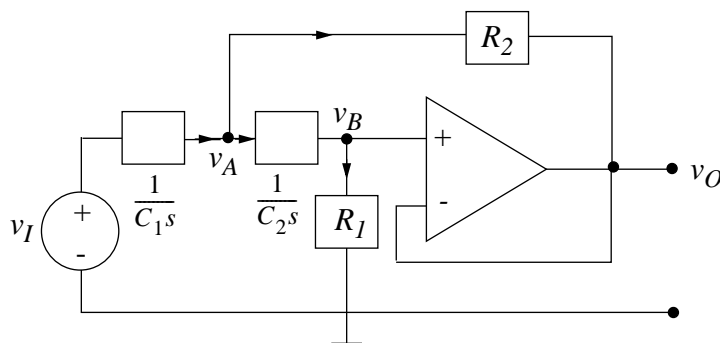 R2
vB
+
vA
vO
1/C1s
1/C2s
-
vI
+
R1
-